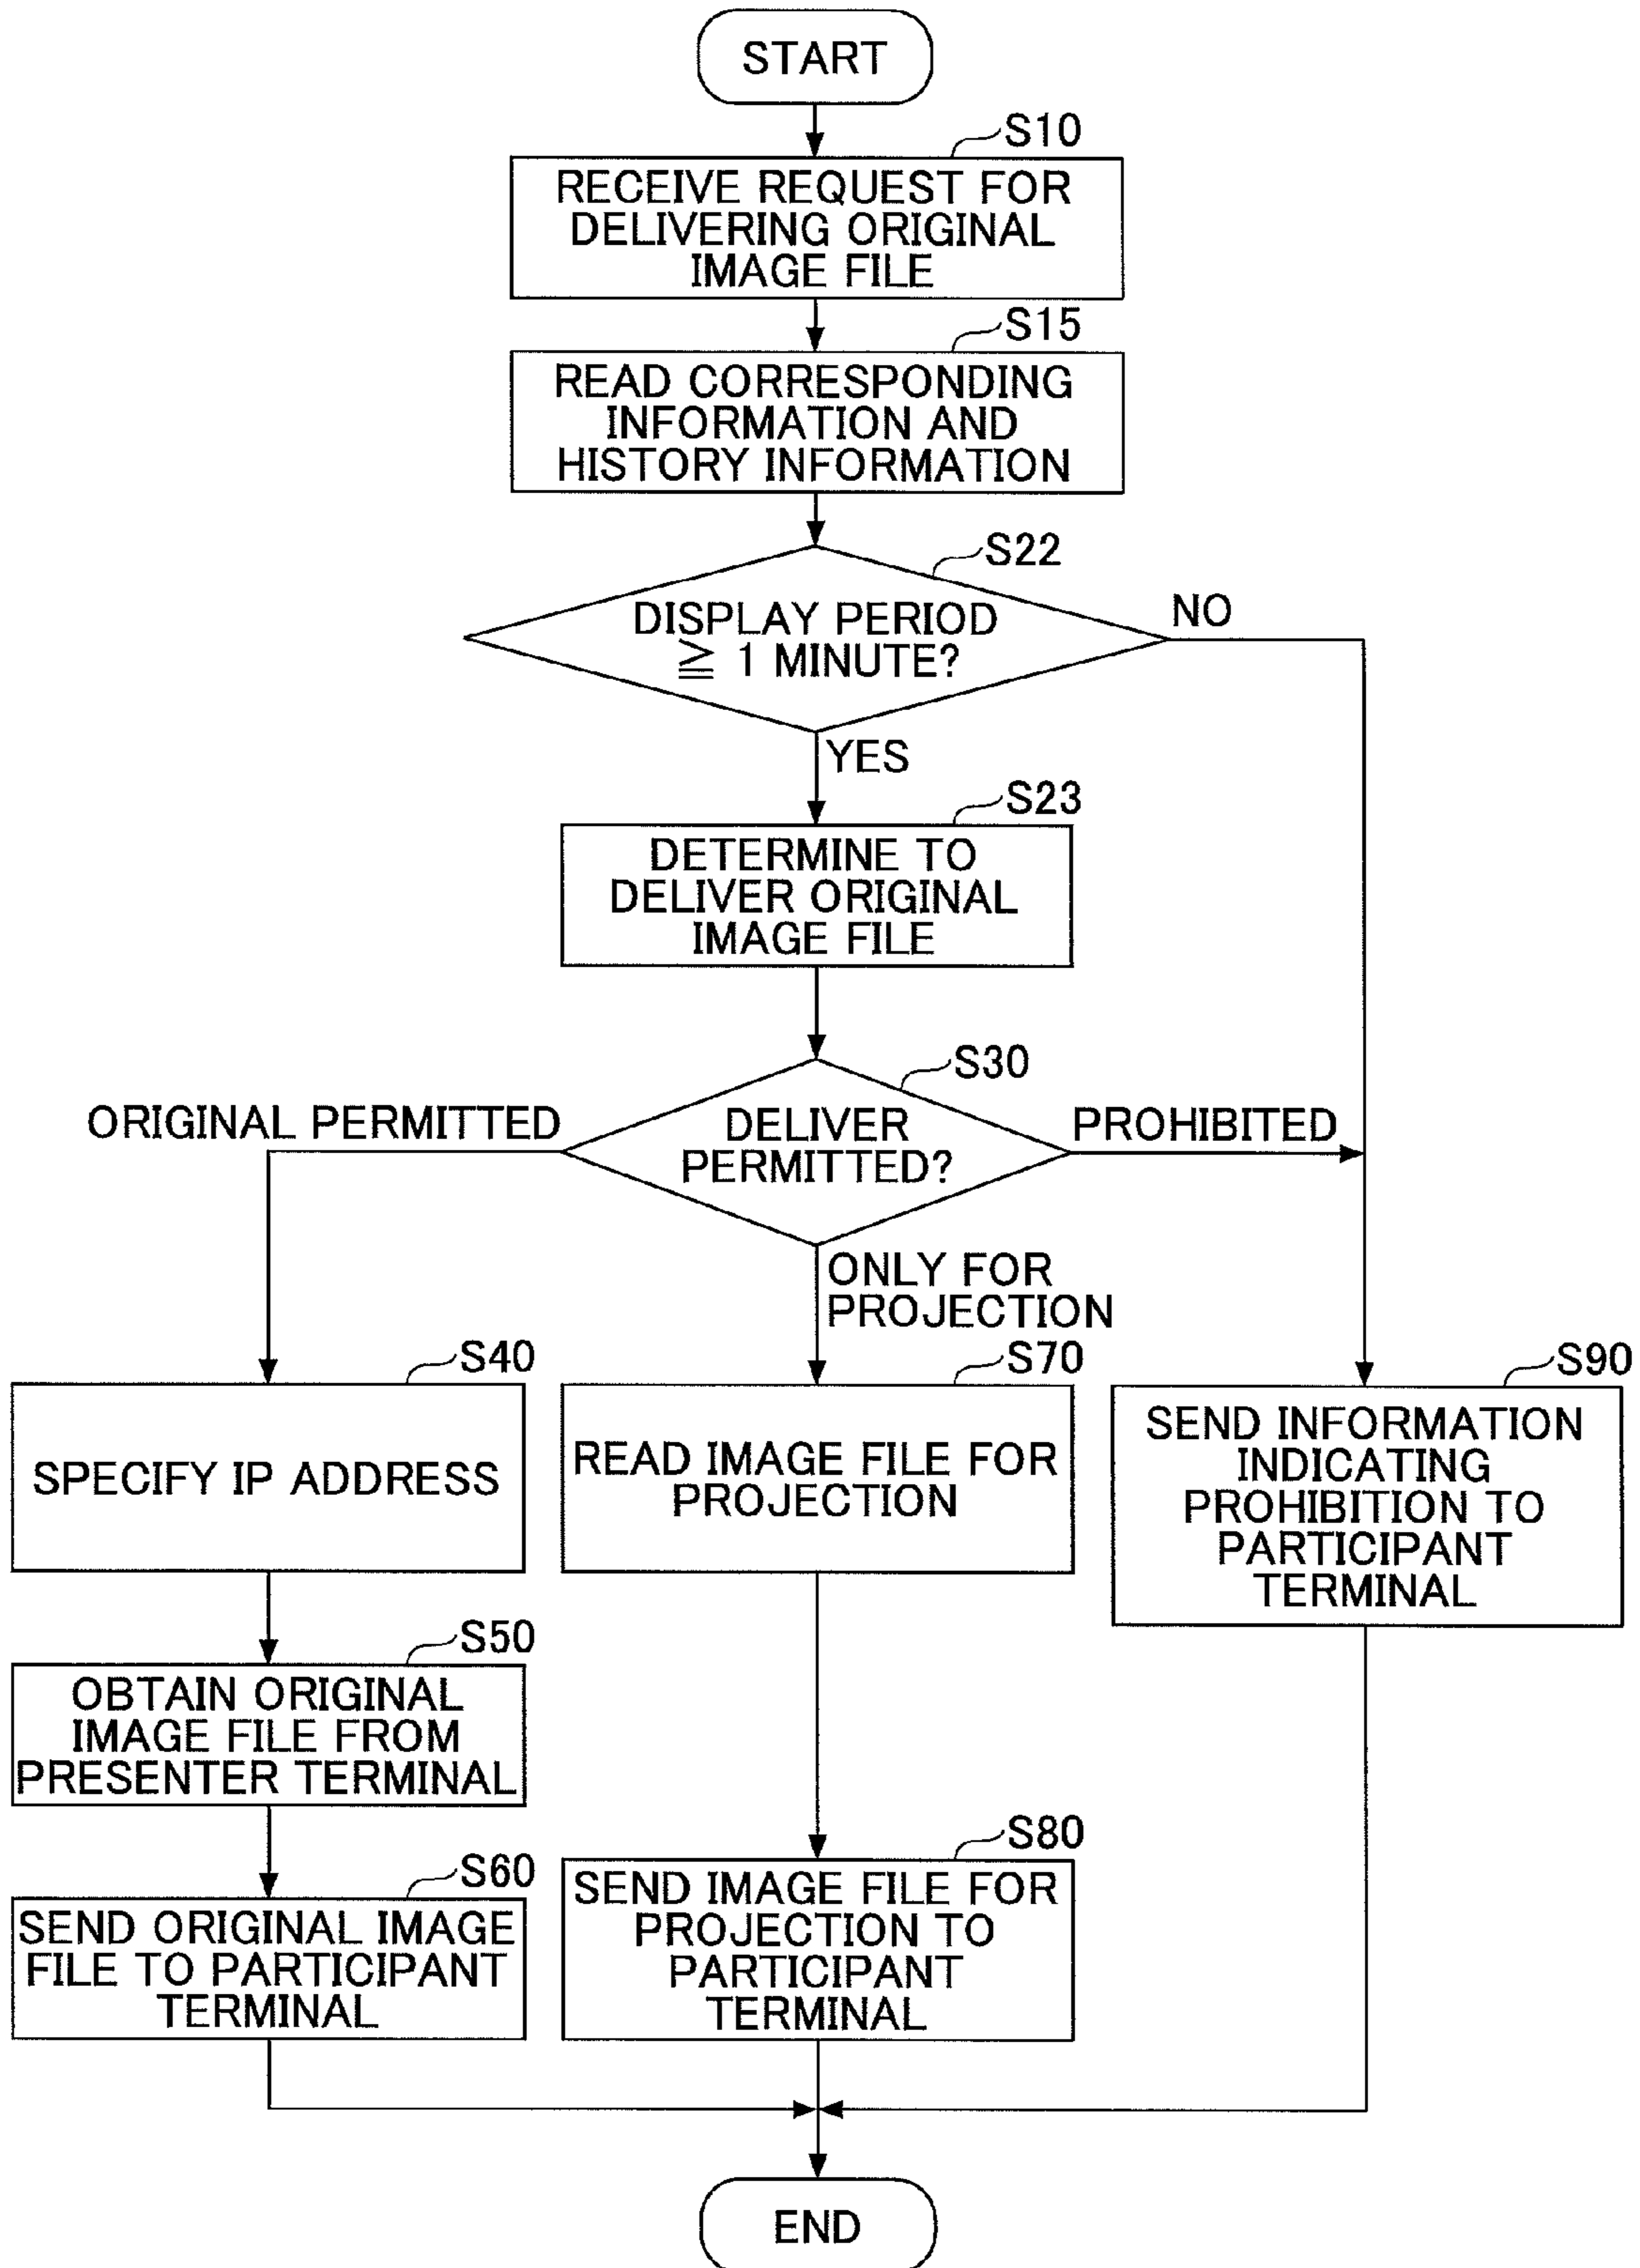 START
S10
RECEIVE REQUEST FOR
DELIVERING ORIGINAL
IMAGE FILE
S15
READ CORRESPONDING
INFORMATION AND
HISTORY INFORMATION
S22
DISPLAY PERIOD
≧ 1 MINUTE?
NO
YES
S23
DETERMINE TO
DELIVER ORIGINAL
IMAGE FILE
S30
ORIGINAL PERMITTED
DELIVER
PERMITTED?
PROHIBITED
ONLY FOR
PROJECTION
S40
SPECIFY IP ADDRESS
S70
READ IMAGE FILE FOR
PROJECTION
S90
SEND INFORMATION
INDICATING
PROHIBITION TO
PARTICIPANT
TERMINAL
S50
OBTAIN ORIGINAL
IMAGE FILE FROM
PRESENTER TERMINAL
S60
SEND ORIGINAL IMAGE
FILE TO PARTICIPANT
TERMINAL
S80
SEND IMAGE FILE FOR
PROJECTION TO
PARTICIPANT
TERMINAL
END